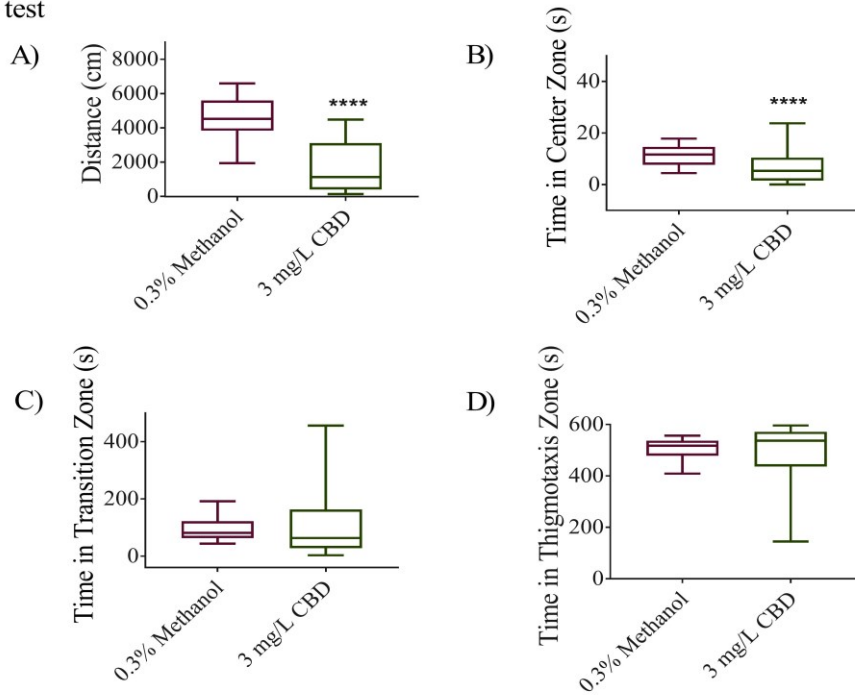 test
A)
Distance (cm)
8000
6000
4000
2000
0
****
0.3% Methanol
3 mg/L CBD
B)
Time in Center Zone (s)
40
20
0
****
0.3% Methanol
3 mg/L CBD
C)
Time in Transition Zone (s)
400
200
0
0.3% Methanol
3 mg/L CBD
D)
Time in Thigmotaxis Zone (s)
600
400
200
0
0.3% Methanol
3 mg/L CBD